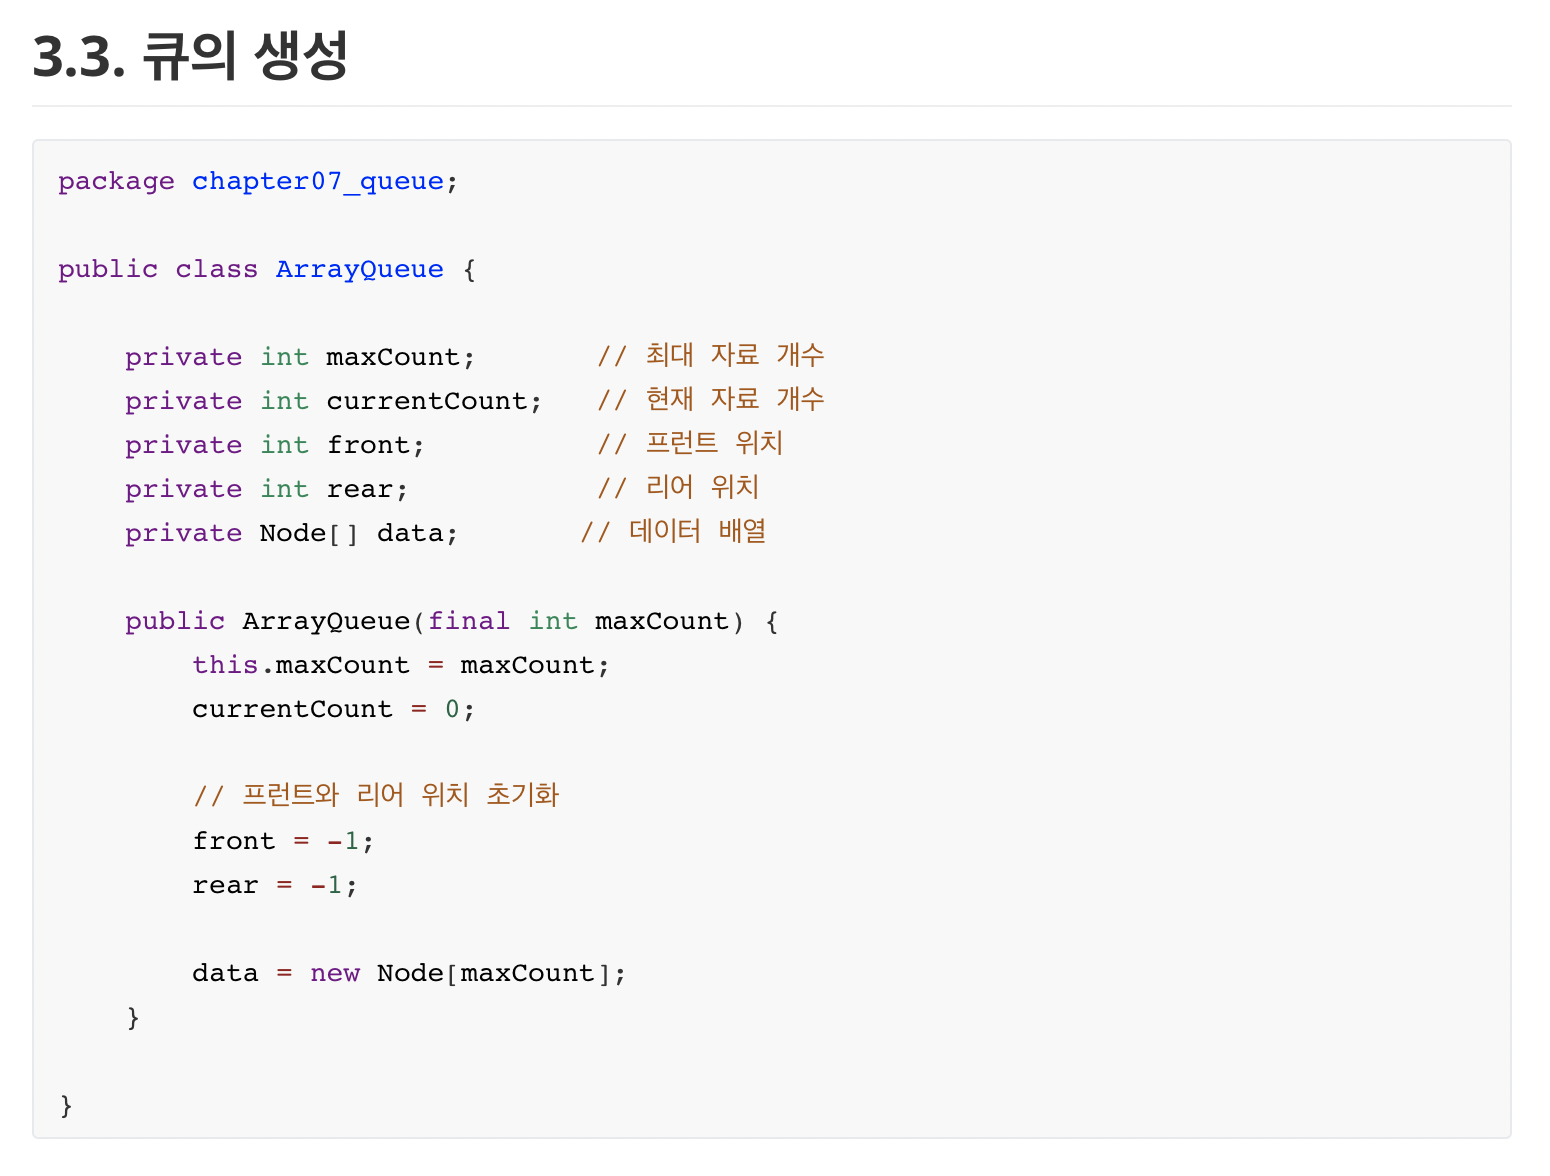 3.3. 큐의 생성
package chapter07_queue;
public class ArrayQueue {
private int maxCount; // 최대 자료 개수
private int currentCount; // 현재 자료 개수
private int front; // 프런트 위치
private int rear; // 리어 위치
private Node[] data; // 데이터 배열
public ArrayQueue(final int maxCount) {
this.maxCount = maxCount;
currentCount = 0;
// 프런트와 리어 위치 초기화
front = -1;
rear = -1;
data = new Node[maxCount];
}
}